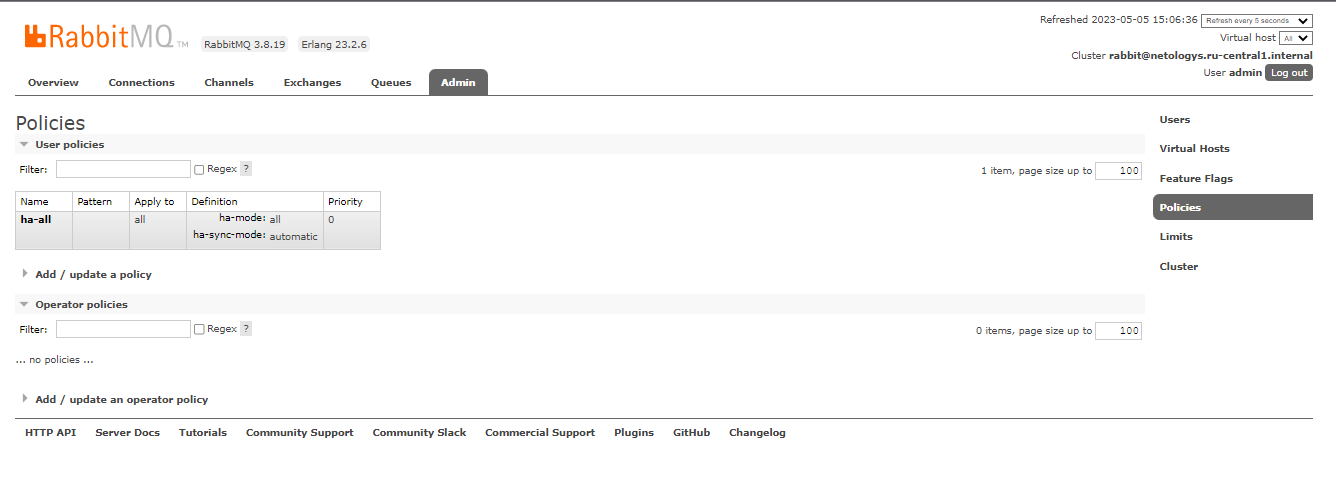 RabbitMQ TM RabbitMQ 3.8.19 Erlang 23.2.6
Refreshed 2023-05-05 15:06:36 Refresh every 5 seconds
Virtual host All
Cluster rabbit@netologys.ru-central1.internal
User admin Log out
Overview Connections Channels Exchanges Queues Admin
Policies
User policies
Filter: Regex ?
1 item, page size up to 100
Name Pattern Apply to Definition Priority
ha-all all ha-mode: all 0
ha-sync-mode: automatic
Add / update a policy
Operator policies
Filter: Regex ?
0 items, page size up to 100
... no policies ...
Add / update an operator policy
Users
Virtual Hosts
Feature Flags
Policies
Limits
Cluster
HTTP API Server Docs Tutorials Community Support Community Slack Commercial Support Plugins GitHub Changelog